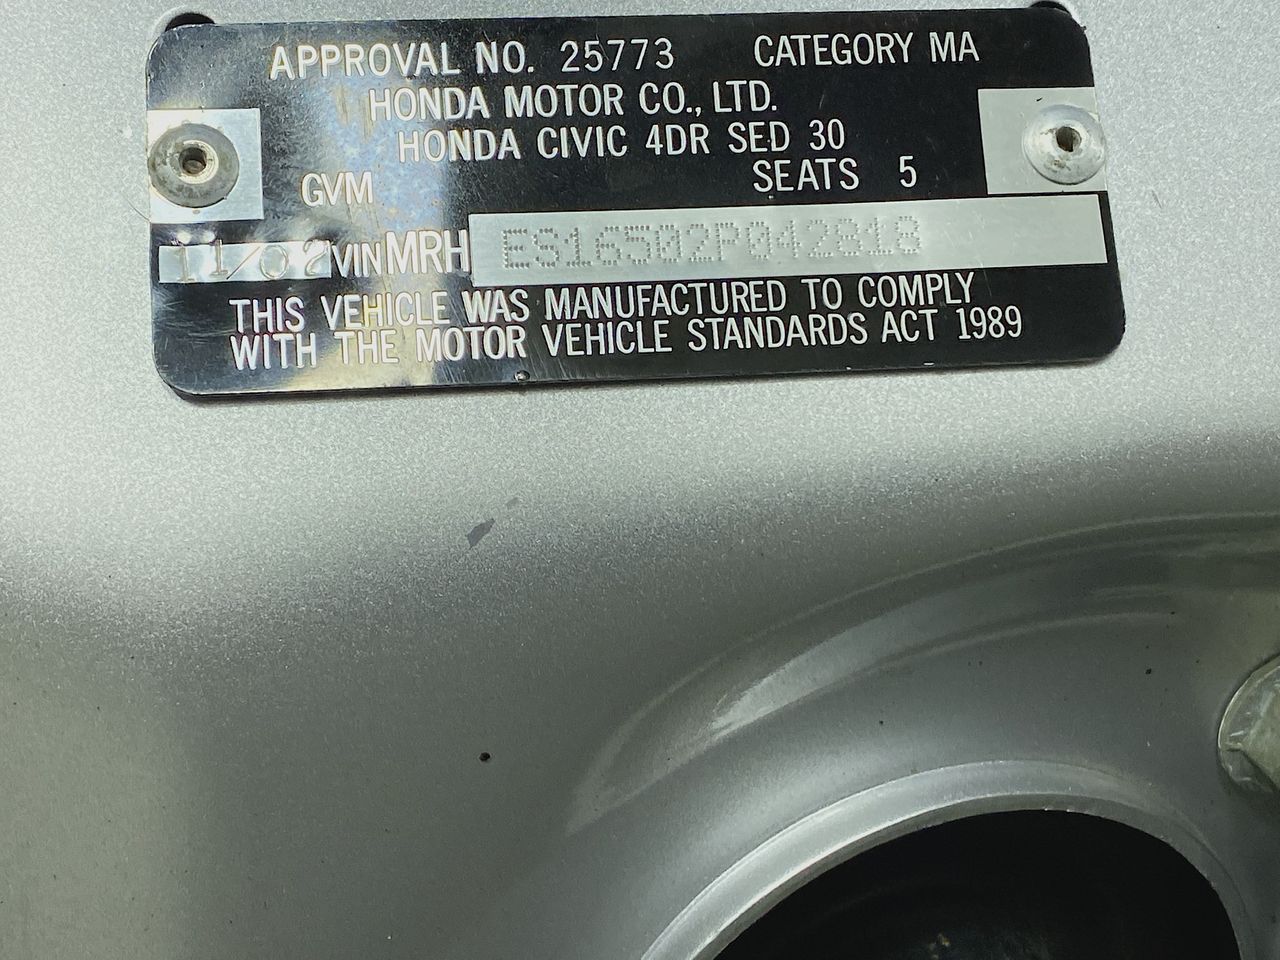 APPROVAL NO. 25773 CATEGORY MA
HONDA MOTOR CO., LTD.
HONDA CIVIC 4DR SED 30
GVM SEATS 5
11/02 VIN MRH ES16502P042818
THIS VEHICLE WAS MANUFACTURED TO COMPLY
WITH THE MOTOR VEHICLE STANDARDS ACT 1989